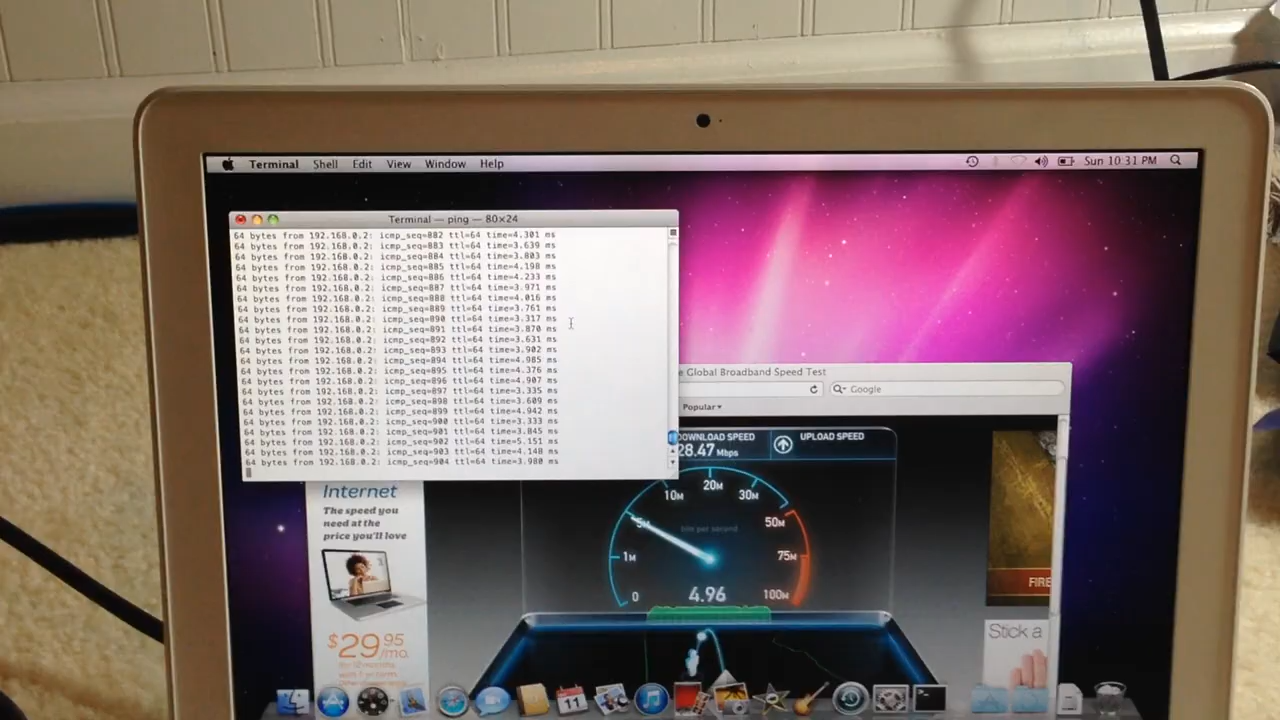 Terminal Shell Edit View Window Help
Sun 10:31 PM
Terminal — ping — 80×24
64 bytes from 192.168.0.2: icmp_seq=882 ttl=64 time=4.301 ms
64 bytes from 192.168.0.2: icmp_seq=883 ttl=64 time=3.639 ms
64 bytes from 192.168.0.2: icmp_seq=884 ttl=64 time=3.803 ms
64 bytes from 192.168.0.2: icmp_seq=885 ttl=64 time=4.198 ms
64 bytes from 192.168.0.2: icmp_seq=886 ttl=64 time=4.233 ms
64 bytes from 192.168.0.2: icmp_seq=887 ttl=64 time=3.971 ms
64 bytes from 192.168.0.2: icmp_seq=888 ttl=64 time=4.016 ms
64 bytes from 192.168.0.2: icmp_seq=889 ttl=64 time=3.761 ms
64 bytes from 192.168.0.2: icmp_seq=890 ttl=64 time=3.317 ms
64 bytes from 192.168.0.2: icmp_seq=891 ttl=64 time=3.870 ms
64 bytes from 192.168.0.2: icmp_seq=892 ttl=64 time=3.631 ms
64 bytes from 192.168.0.2: icmp_seq=893 ttl=64 time=3.902 ms
64 bytes from 192.168.0.2: icmp_seq=894 ttl=64 time=4.985 ms
64 bytes from 192.168.0.2: icmp_seq=895 ttl=64 time=4.376 ms
64 bytes from 192.168.0.2: icmp_seq=896 ttl=64 time=4.907 ms
64 bytes from 192.168.0.2: icmp_seq=897 ttl=64 time=3.335 ms
64 bytes from 192.168.0.2: icmp_seq=898 ttl=64 time=3.609 ms
64 bytes from 192.168.0.2: icmp_seq=899 ttl=64 time=4.942 ms
64 bytes from 192.168.0.2: icmp_seq=900 ttl=64 time=3.333 ms
64 bytes from 192.168.0.2: icmp_seq=901 ttl=64 time=3.845 ms
64 bytes from 192.168.0.2: icmp_seq=902 ttl=64 time=5.151 ms
64 bytes from 192.168.0.2: icmp_seq=903 ttl=64 time=4.148 ms
64 bytes from 192.168.0.2: icmp_seq=904 ttl=64 time=3.980 ms
e Global Broadband Speed Test
Google
Popular
DOWNLOAD SPEED
28.47 Mbps
UPLOAD SPEED
0
1M
5M
10M
20M
30M
50M
75M
100M
4.96
Internet
The speed you
need at the
price you'll love
$29.95
/mo.
FIRE
Stick a
11